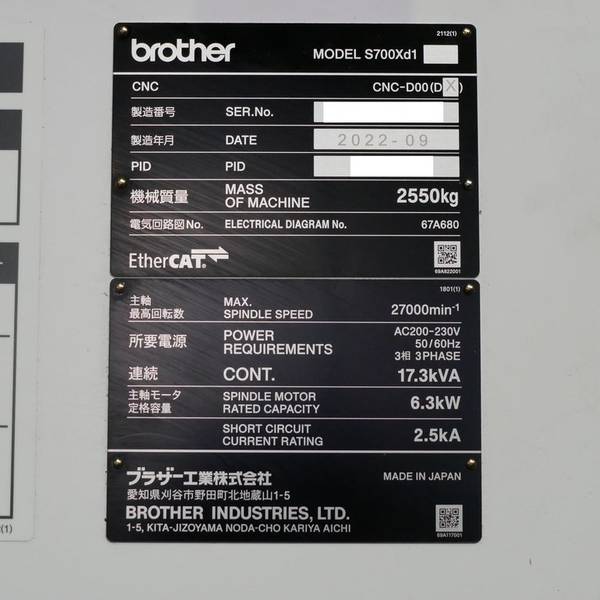 2112(1)
brother
MODEL S700Xd1
CNC CNC-D00(DX)
製造番号 SER.No.
製造年月 DATE 2022-09
PID PID
機械質量 MASS OF MACHINE 2550kg
電気回路図No. ELECTRICAL DIAGRAM No. 67A680
EtherCAT.
69A822001
1801(1)
主軸 最高回転数 MAX. SPINDLE SPEED 27000min-1
所要電源 POWER REQUIREMENTS AC200-230V 50/60Hz 3相 3PHASE
連続 CONT. 17.3kVA
主軸モータ 定格容量 SPINDLE MOTOR RATED CAPACITY 6.3kW
SHORT CIRCUIT CURRENT RATING 2.5kA
ブラザー工業株式会社 MADE IN JAPAN
愛知県刈谷市野田町北地蔵山1-5
BROTHER INDUSTRIES, LTD.
1-5, KITA-JIZOYAMA NODA-CHO KARIYA AICHI
69A117001